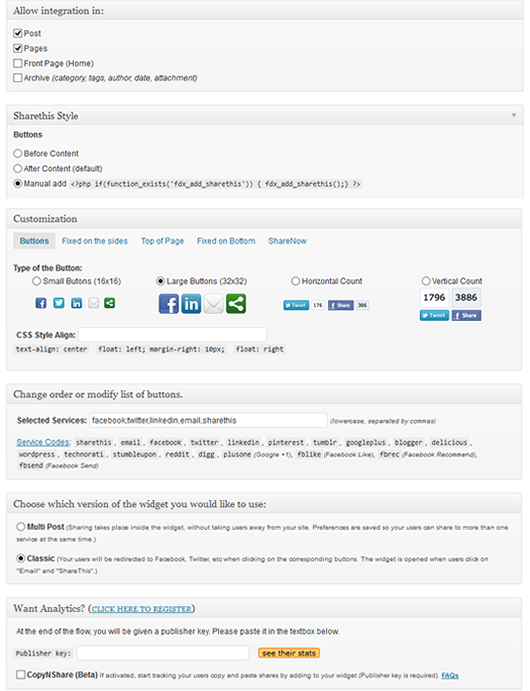 Allow integration in:
Post
Pages
Front Page (Home)
Archive (category, tags, author, date, attachment)
Sharethis Style
Buttons
Before Content
After Content (default)
Manual add <?php if(function_exists('fdx_add_sharethis')) { fdx_add_sharethis();} ?>
Customization
Buttons Fixed on the sides Top of Page Fixed on Bottom ShareNow
Type of the Button:
Small Butons (16x16) Large Buttons (32x32) Horizontal Count Vertical Count
1796 3886
Tweet 176 Share 386
Tweet Share
CSS Style Align:
text-align: center float: left; margin-right: 10px; float: right
Change order or modify list of buttons.
Selected Services: facebook,twitter,linkedin,email,sharethis (lowercase, separated by commas)
Service Codes: sharethis , email , facebook , twitter , linkedin , pinterest , tumblr , googleplus , blogger , delicious ,
wordpress , technorati , stumbleupon , reddit , digg , plusone (Google +1), fblike (Facebook Like), fbrec (Facebook Recommend),
fbsend (Facebook Send)
Choose which version of the widget you would like to use:
Multi Post (Sharing takes place inside the widget, without taking users away from your site. Preferences are saved so your users can share to more than one
service at the same time.)
Classic (Your users will be redirected to Facebook, Twitter, etc when clicking on the corresponding buttons. The widget is opened when users click on
"Email" and "ShareThis".)
Want Analytics? (CLICK HERE TO REGISTER)
At the end of the flow, you will be given a publisher key. Please paste it in the textbox below.
Publisher key: see their stats
CopyNShare (Beta) If activated, start tracking your users copy and paste shares by adding to your widget (Publisher key is required). FAQs